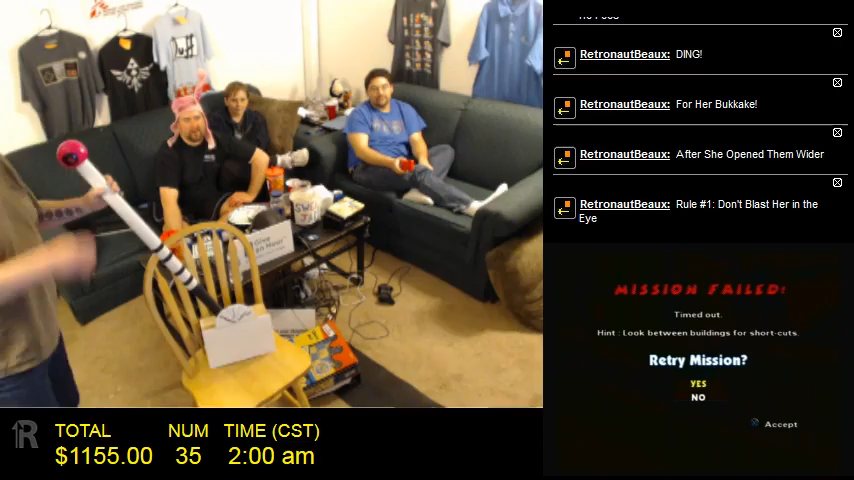 RetronautBeaux: DING!
RetronautBeaux: For Her Bukkake!
RetronautBeaux: After She Opened Them Wider
RetronautBeaux: Rule #1: Don't Blast Her in the
Eye
MISSION FAILED:
Timed out.
Hint : Look between buildings for short-cuts.
Retry Mission?
YES
NO
Accept
TOTAL NUM TIME (CST)
$1155.00 35 2:00 am